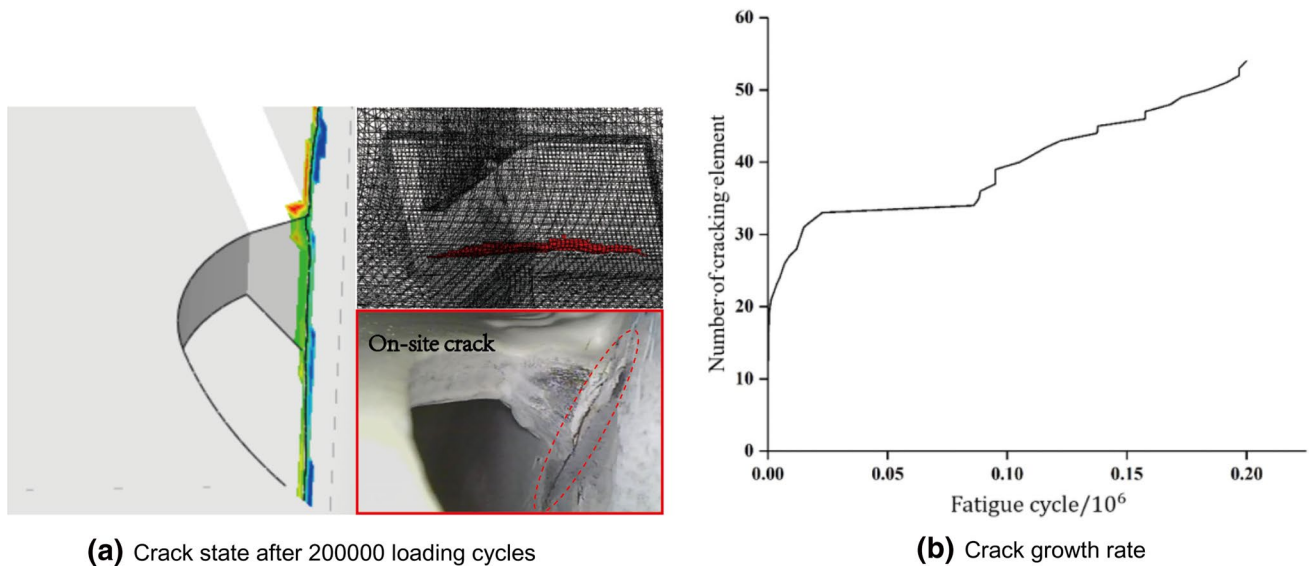 On-site crack
(a) Crack state after 200000 loading cycles
60
50
40
30
20
10
0
Number·of·cracking·element
0.00 0.05 0.10 0.15 0.20
Fatigue cycle/10⁶
(b) Crack growth rate